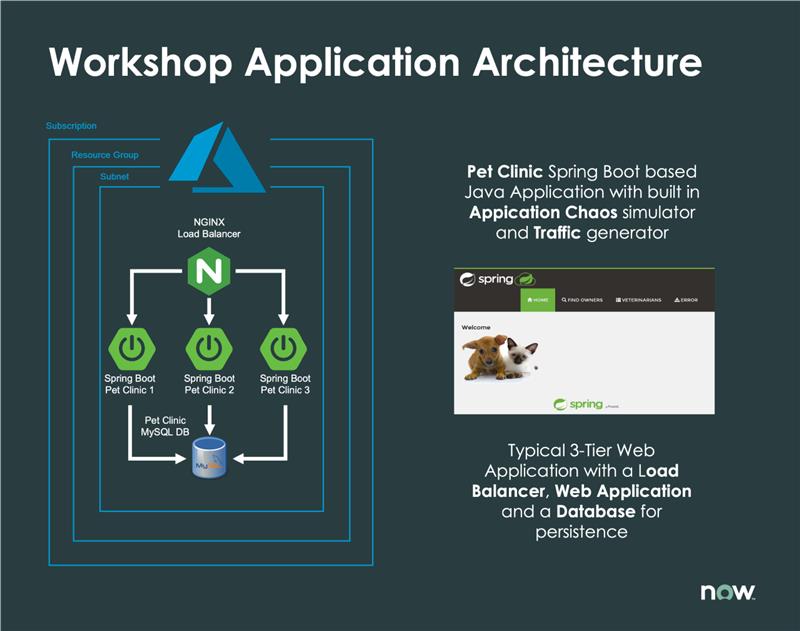 Workshop Application Architecture
Subscription
Resource Group
Subnet
NGINX
Load Balancer
N
Spring Boot
Pet Clinic 1
Spring Boot
Pet Clinic 2
Spring Boot
Pet Clinic 3
Pet Clinic
MySQL DB
MySQL
Pet Clinic Spring Boot based
Java Application with built in
Appication Chaos simulator
and Traffic generator
spring
HOME
FIND OWNERS
VETERINARIANS
ERROR
Welcome
spring
Typical 3-Tier Web
Application with a Load
Balancer, Web Application
and a Database for
persistence
now